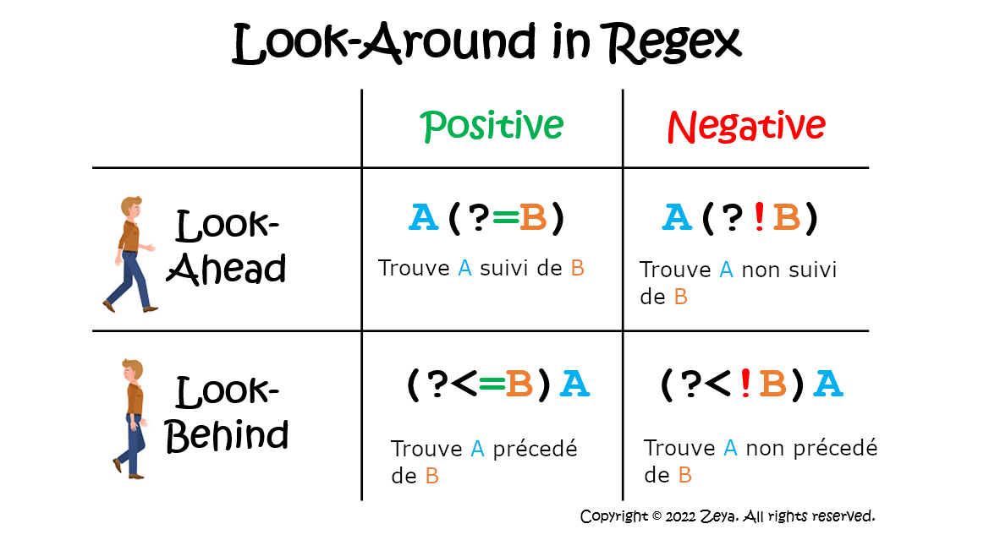 Look-Around in Regex
Positive
Negative
Look-
Ahead
A(?=B)
Trouve A suivi de B
A(?!B)
Trouve A non suivi
de B
Look-
Behind
(?<=B)A
Trouve A précedé
de B
(?<!B)A
Trouve A non précedé
de B
Copyright © 2022 Zeya. All rights reserved.